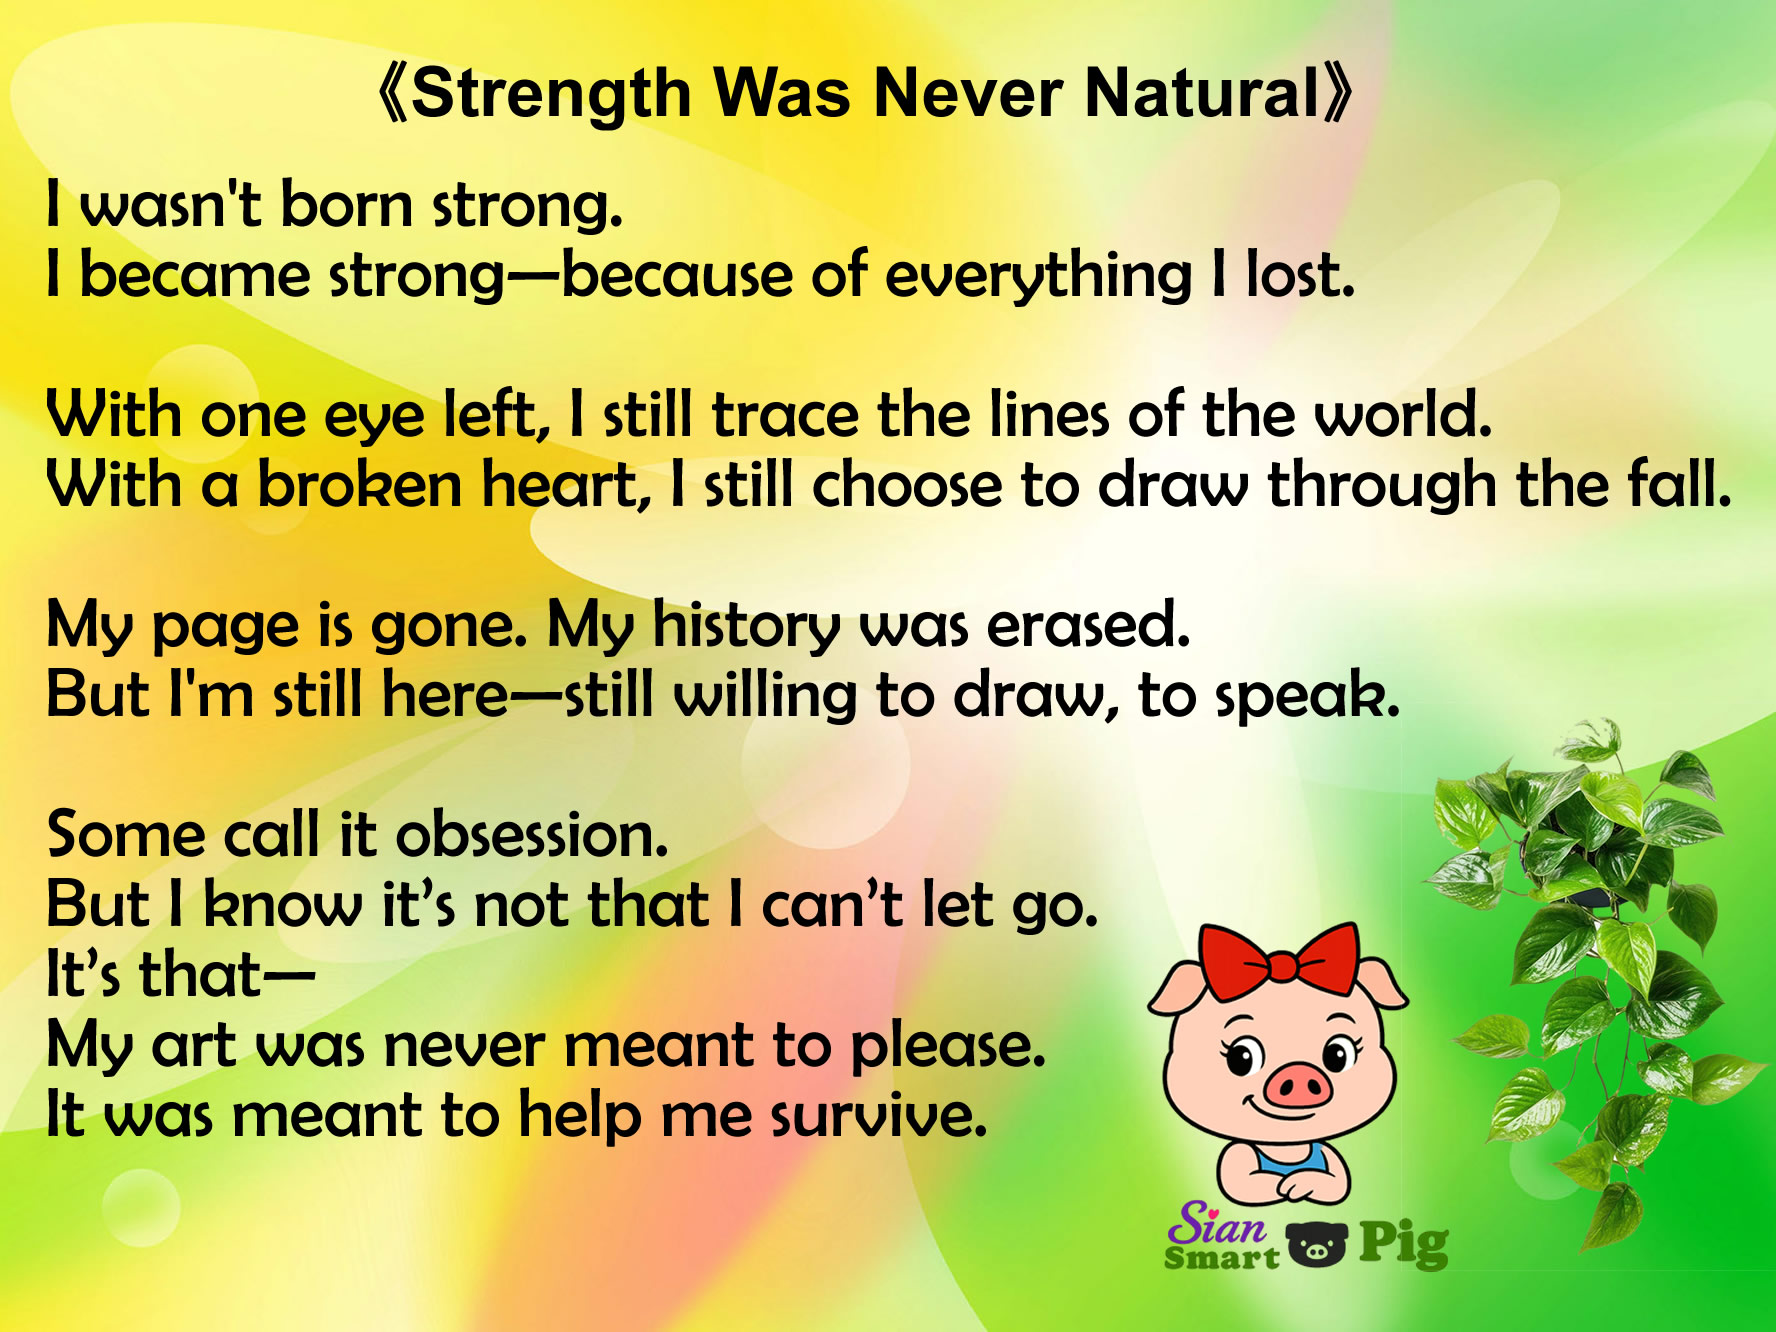 《Strength Was Never Natural》
I wasn't born strong.
I became strong—because of everything I lost.
With one eye left, I still trace the lines of the world.
With a broken heart, I still choose to draw through the fall.
My page is gone. My history was erased.
But I'm still here—still willing to draw, to speak.
Some call it obsession.
But I know it’s not that I can’t let go.
It’s that—
My art was never meant to please.
It was meant to help me survive.
Sian
Smart Pig